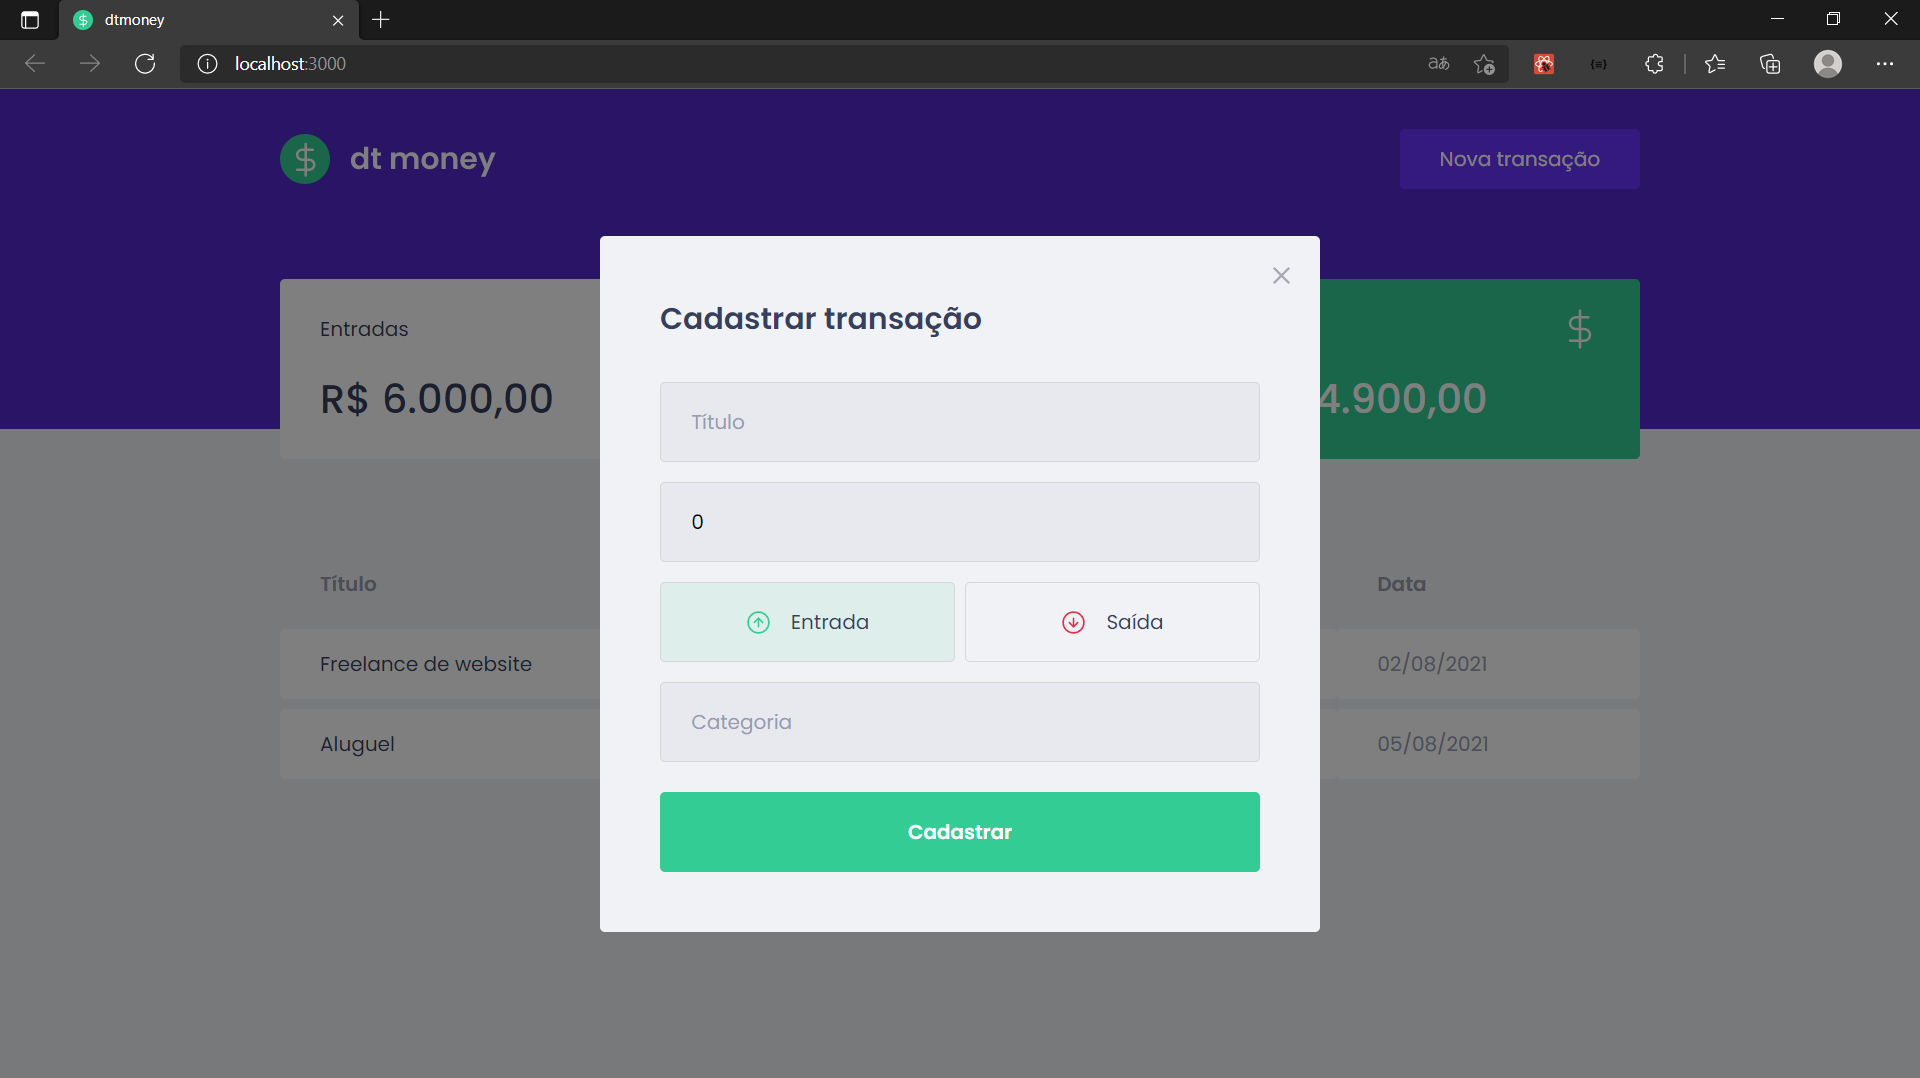 dtmoney
localhost:3000
dt money
Nova transação
Cadastrar transação
Entradas
R$ 6.000,00
4.900,00
Título
0
Entrada
Saída
Categoria
Cadastrar
Título
Data
Freelance de website
02/08/2021
Aluguel
05/08/2021